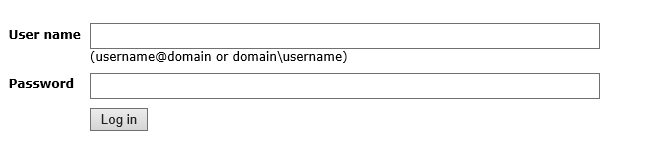 User name
(username@domain or domain\username)
Password
Log in